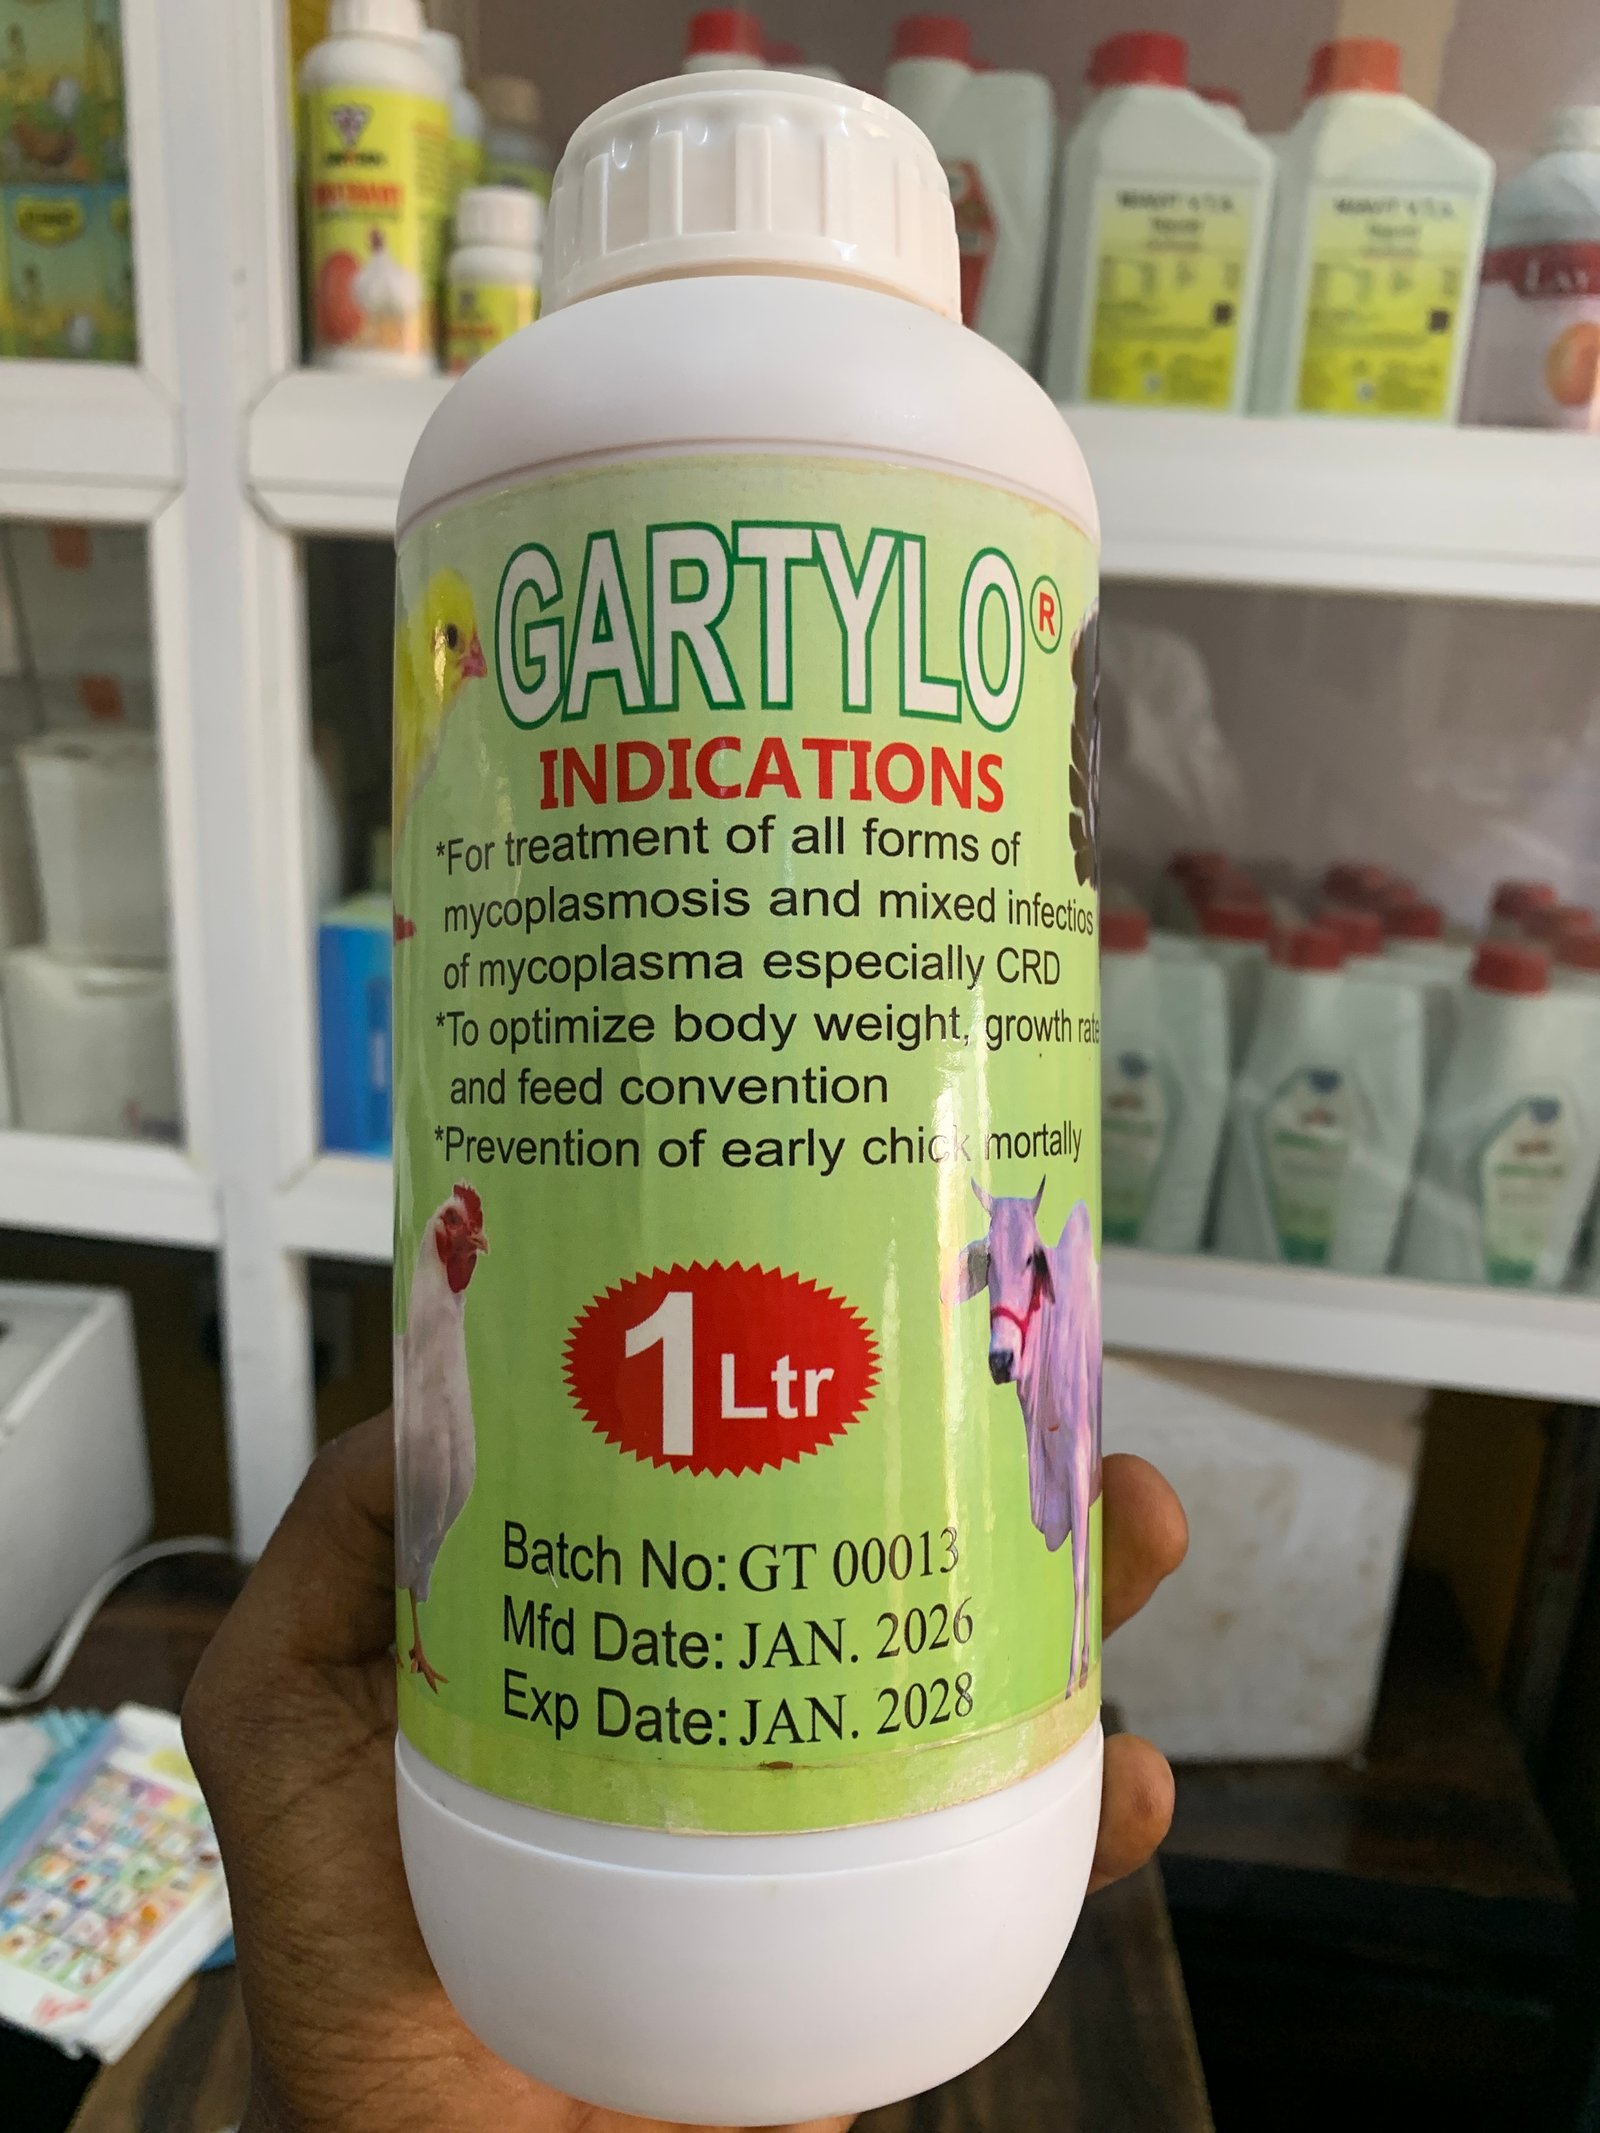 GARTYLO®
INDICATIONS
*For treatment of all forms of
mycoplasmosis and mixed infectios
of mycoplasma especially CRD
*To optimize body weight, growth rate
and feed convention
*Prevention of early chick mortally
1 Ltr
Batch No: GT 00013
Mfd Date: JAN. 2026
Exp Date: JAN. 2028